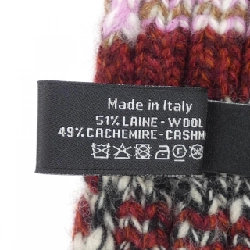 Made in Italy
51% LAINE - WOOL
49% CACHEMIRE - CASHM